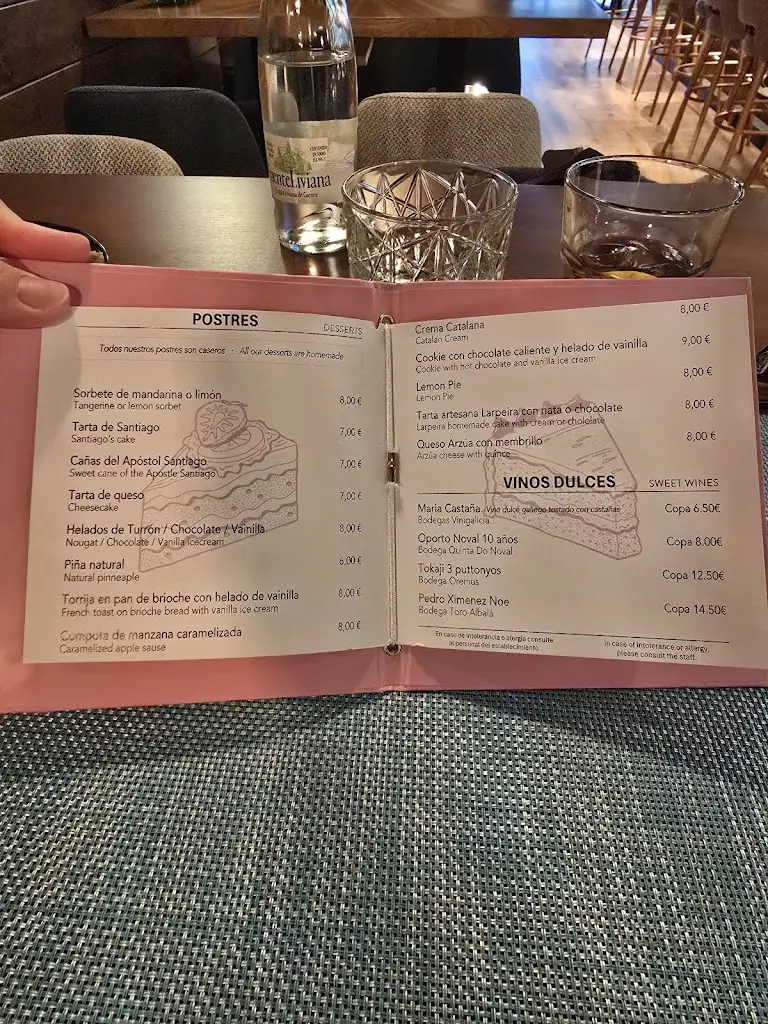 enteLiviana
POSTRES
DESSERTS
Todos nuestros postres son caseros · All our desserts are homemade
Sorbete de mandarina o limón 8,00 €
Tangerine or lemon sorbet
Tarta de Santiago 7,00 €
Santiago's cake
Cañas del Apóstol Santiago 7,00 €
Sweet cane of the Apostle Santiago
Tarta de queso 7,00 €
Cheesecake
Helados de Turrón / Chocolate / Vainilla 8,00 €
Nougat / Chocolate / Vanilla Icecream
Piña natural 6,00 €
Natural pinneaple
Torrija en pan de brioche con helado de vainilla 8,00 €
French toast on brioche bread with vanilla ice cream
Compota de manzana caramelizada 8,00 €
Caramelized apple sause
Crema Catalana 8,00 €
Catalan Cream
Cookie con chocolate caliente y helado de vainilla 9,00 €
Cookie with hot chocolate and vanilla ice cream
Lemon Pie 8,00 €
Lemon Pie
Tarta artesana Larpeira con nata o chocolate 8,00 €
Larpeira homemade cake with cream or chololate
Queso Arzúa con membrillo 8,00 €
Arzúa cheese with quince
VINOS DULCES SWEET WINES
Maria Castaña /Vino dulce gallego tostado con castañas Copa 6.50€
Bodegas Vinigalicia
Oporto Noval 10 años Copa 8.00€
Bodega Quinta Do Noval
Tokaji 3 puttonyos Copa 12.50€
Bodega Oremus
Pedro Ximenez Noe Copa 14.50€
Bodega Toro Albalá
En caso de intolerancia o alergia consulte
al personal del establecimiento
In case of intolerance or allergy,
please consult the staff.